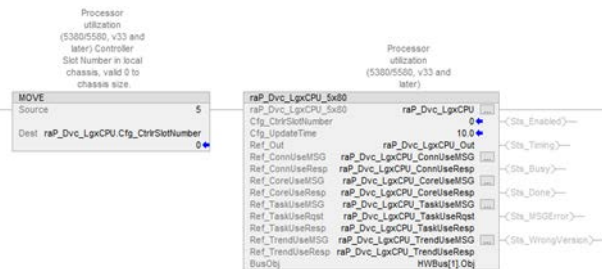 Processor
utilization
(5380/5580, v33 and
later) Controller
Slot Number in local
chassis, valid 0 to
chassis size.
MOVE
Source 5
Dest raP_Dvc_LgxCPU.Cfg_CtrlrSlotNumber
0
Processor
utilization
(5380/5580, v33 and
later)
raP_Dvc_LgxCPU_5x80
raP_Dvc_LgxCPU_5x80 raP_Dvc_LgxCPU ...
Cfg_CtrlrSlotNumber 0
Cfg_UpdateTime 10.0
Ref_Out raP_Dvc_LgxCPU_Out
Ref_ConnUseMSG raP_Dvc_LgxCPU_ConnUseMSG ...
Ref_ConnUseResp raP_Dvc_LgxCPU_ConnUseResp
Ref_CoreUseMSG raP_Dvc_LgxCPU_CoreUseMSG ...
Ref_CoreUseResp raP_Dvc_LgxCPU_CoreUseResp
Ref_TaskUseMSG raP_Dvc_LgxCPU_TaskUseMSG ...
Ref_TaskUseRqst raP_Dvc_LgxCPU_TaskUseRqst
Ref_TaskUseResp raP_Dvc_LgxCPU_TaskUseResp
Ref_TrendUseMSG raP_Dvc_LgxCPU_TrendUseMSG ...
Ref_TrendUseResp raP_Dvc_LgxCPU_TrendUseResp
BusObj HWBus[1].Obj
(Sts_Enabled)
(Sts_Timing)
(Sts_Busy)
(Sts_Done)
(Sts_MSGError)
(Sts_WrongVersion)